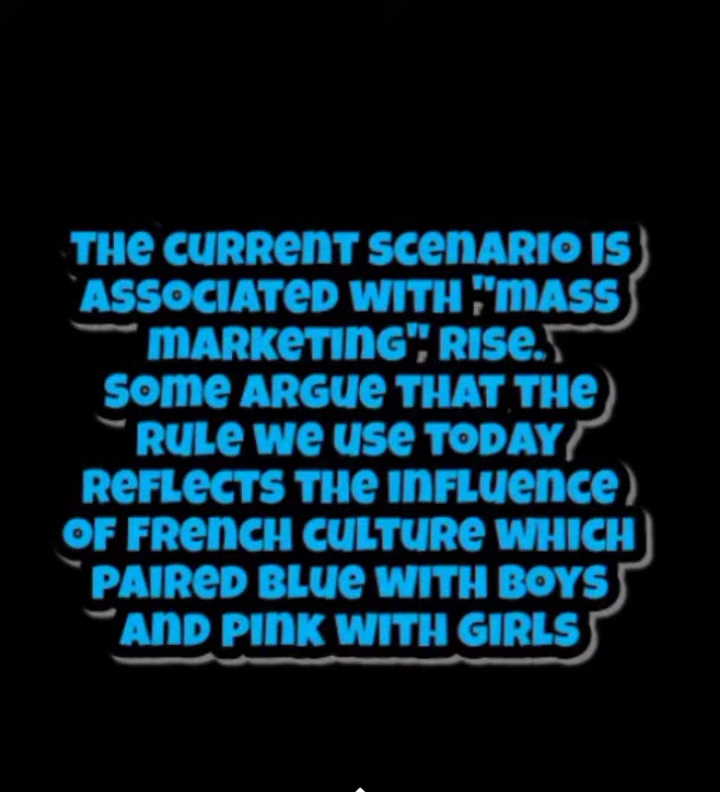 THE CURRENT SCENARIO IS
ASSOCIATED WITH "MASS
MARKETING" RISE.
SOME ARGUE THAT THE
RULE WE USE TODAY
REFLECTS THE INFLUENCE
OF FRENCH CULTURE WHICH
PAIRED BLUE WITH BOYS
AND PINK WITH GIRLS